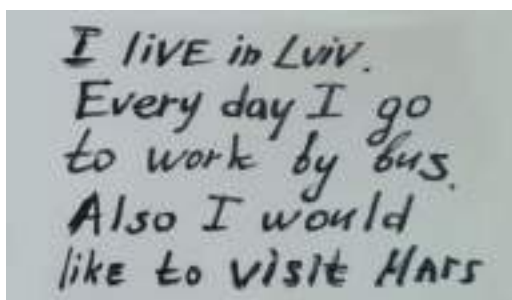 I live in Lviv.
Every day I go
to work by bus.
Also I would
like to visit Mars